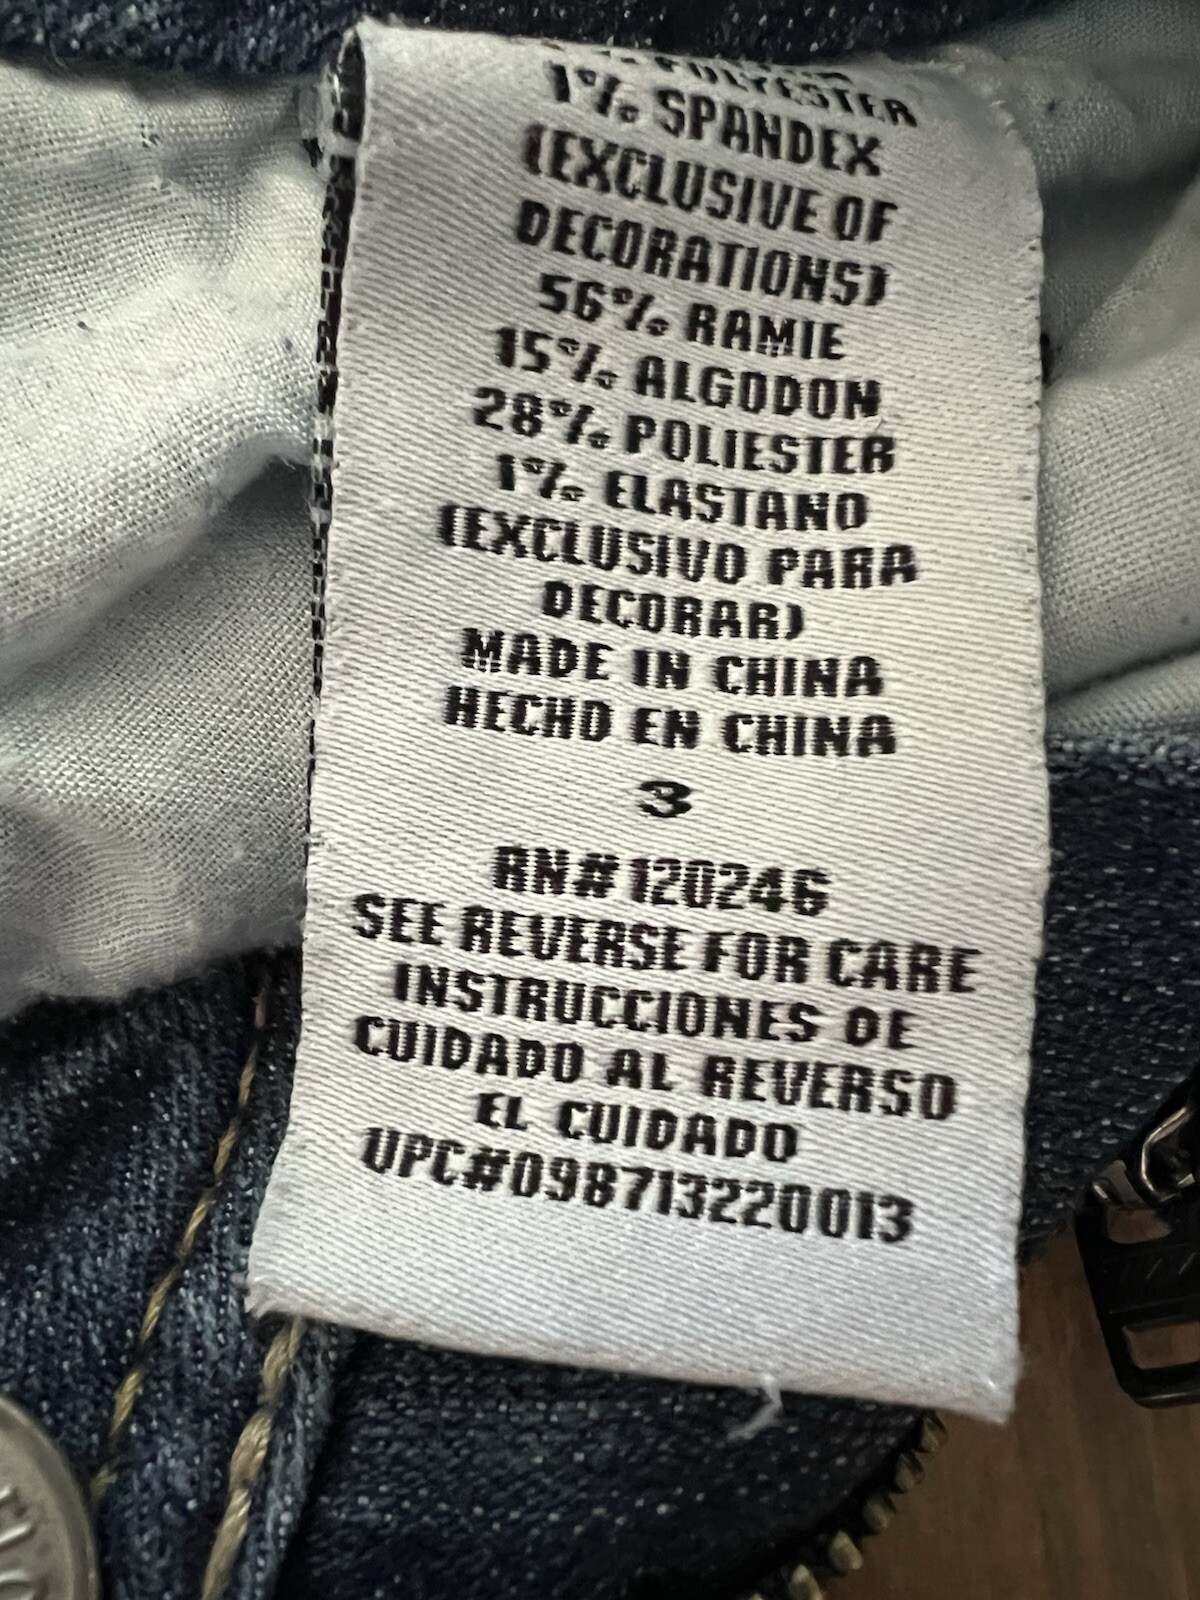 POLYESTER
1% SPANDEX
(EXCLUSIVE OF
DECORATIONS)
56% RAMIE
15% ALGODON
28% POLIESTER
1% ELASTANO
(EXCLUSIVO PARA
DECORAR)
MADE IN CHINA
HECHO EN CHINA
3
RN# 120246
SEE REVERSE FOR CARE
INSTRUCCIONES DE
CUIDADO AL REVERSO
EL CUIDADO
UPC#098713220013